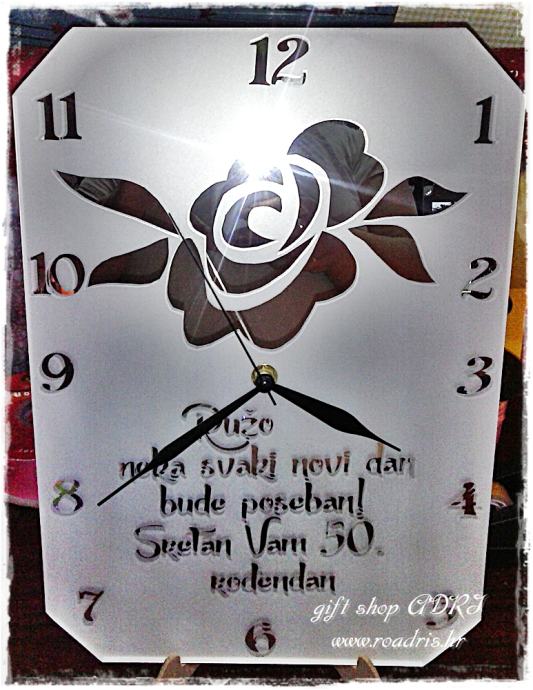 12
11
1
10
2
9
3
Ružo
neka svaki novi dan
8
bude poseban!
4
Sretan Vam 50.
rođendan
7
gift shop ADRI
6
5
www.roadris.hr